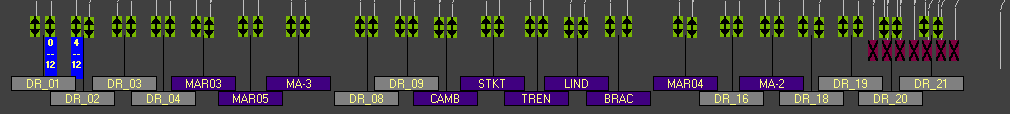 0 4
-- --
12 12
DR_01 DR_03 MAR03 MA-3 DR_09 STKT LIND MAR04 MA-2 DR_19 DR_21
DR_02 DR_04 MAR05 DR_08 CAMB TREN BRAC DR_16 DR_18 DR_20